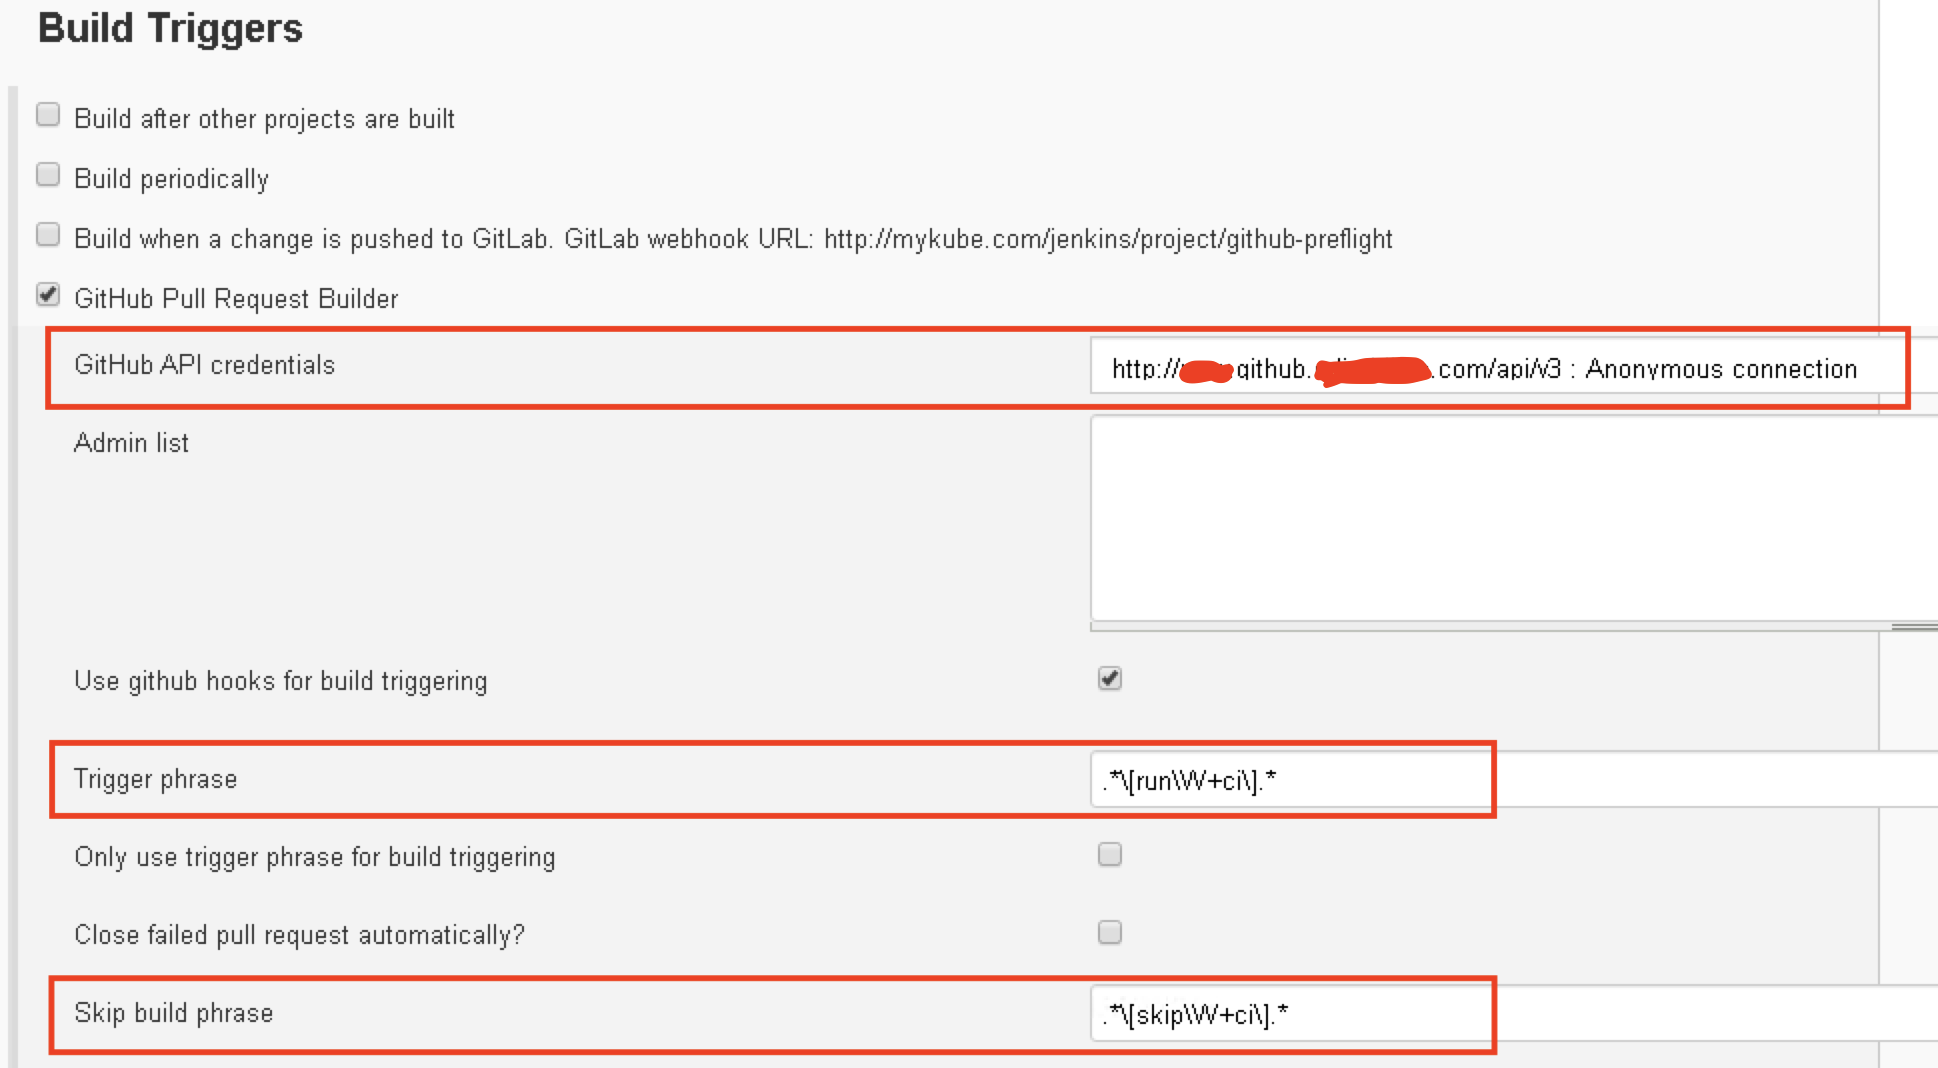 Build Triggers
Build after other projects are built
Build periodically
Build when a change is pushed to GitLab. GitLab webhook URL: http://mykube.com/jenkins/project/github-preflight
GitHub Pull Request Builder
GitHub API credentials
http:// github. .com/api/v3 : Anonymous connection
Admin list
Use github hooks for build triggering
Trigger phrase
.*\[run\W+ci\].*
Only use trigger phrase for build triggering
Close failed pull request automatically?
Skip build phrase
.*\[skip\W+ci\].*